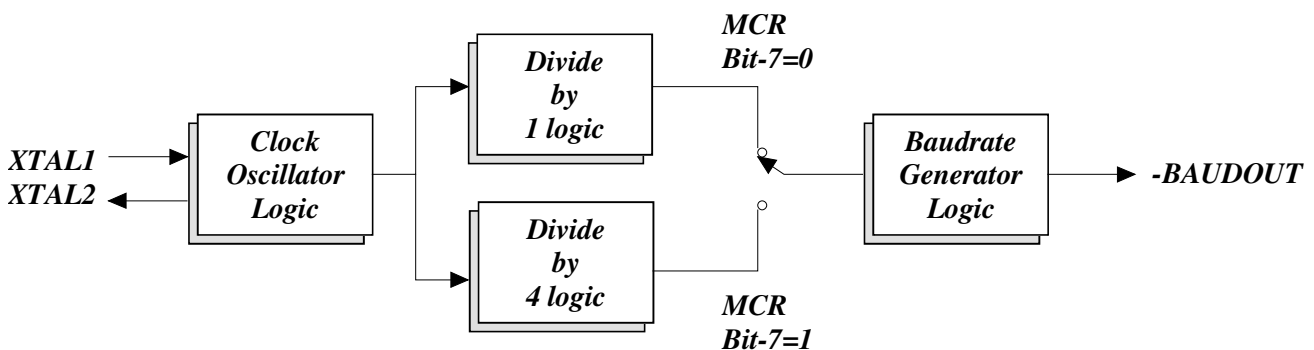 MCR
Bit-7=0
Divide
by
1 logic
XTAL1
XTAL2
Clock
Oscillator
Logic
Baudrate
Generator
Logic
-BAUDOUT
Divide
by
4 logic
MCR
Bit-7=1